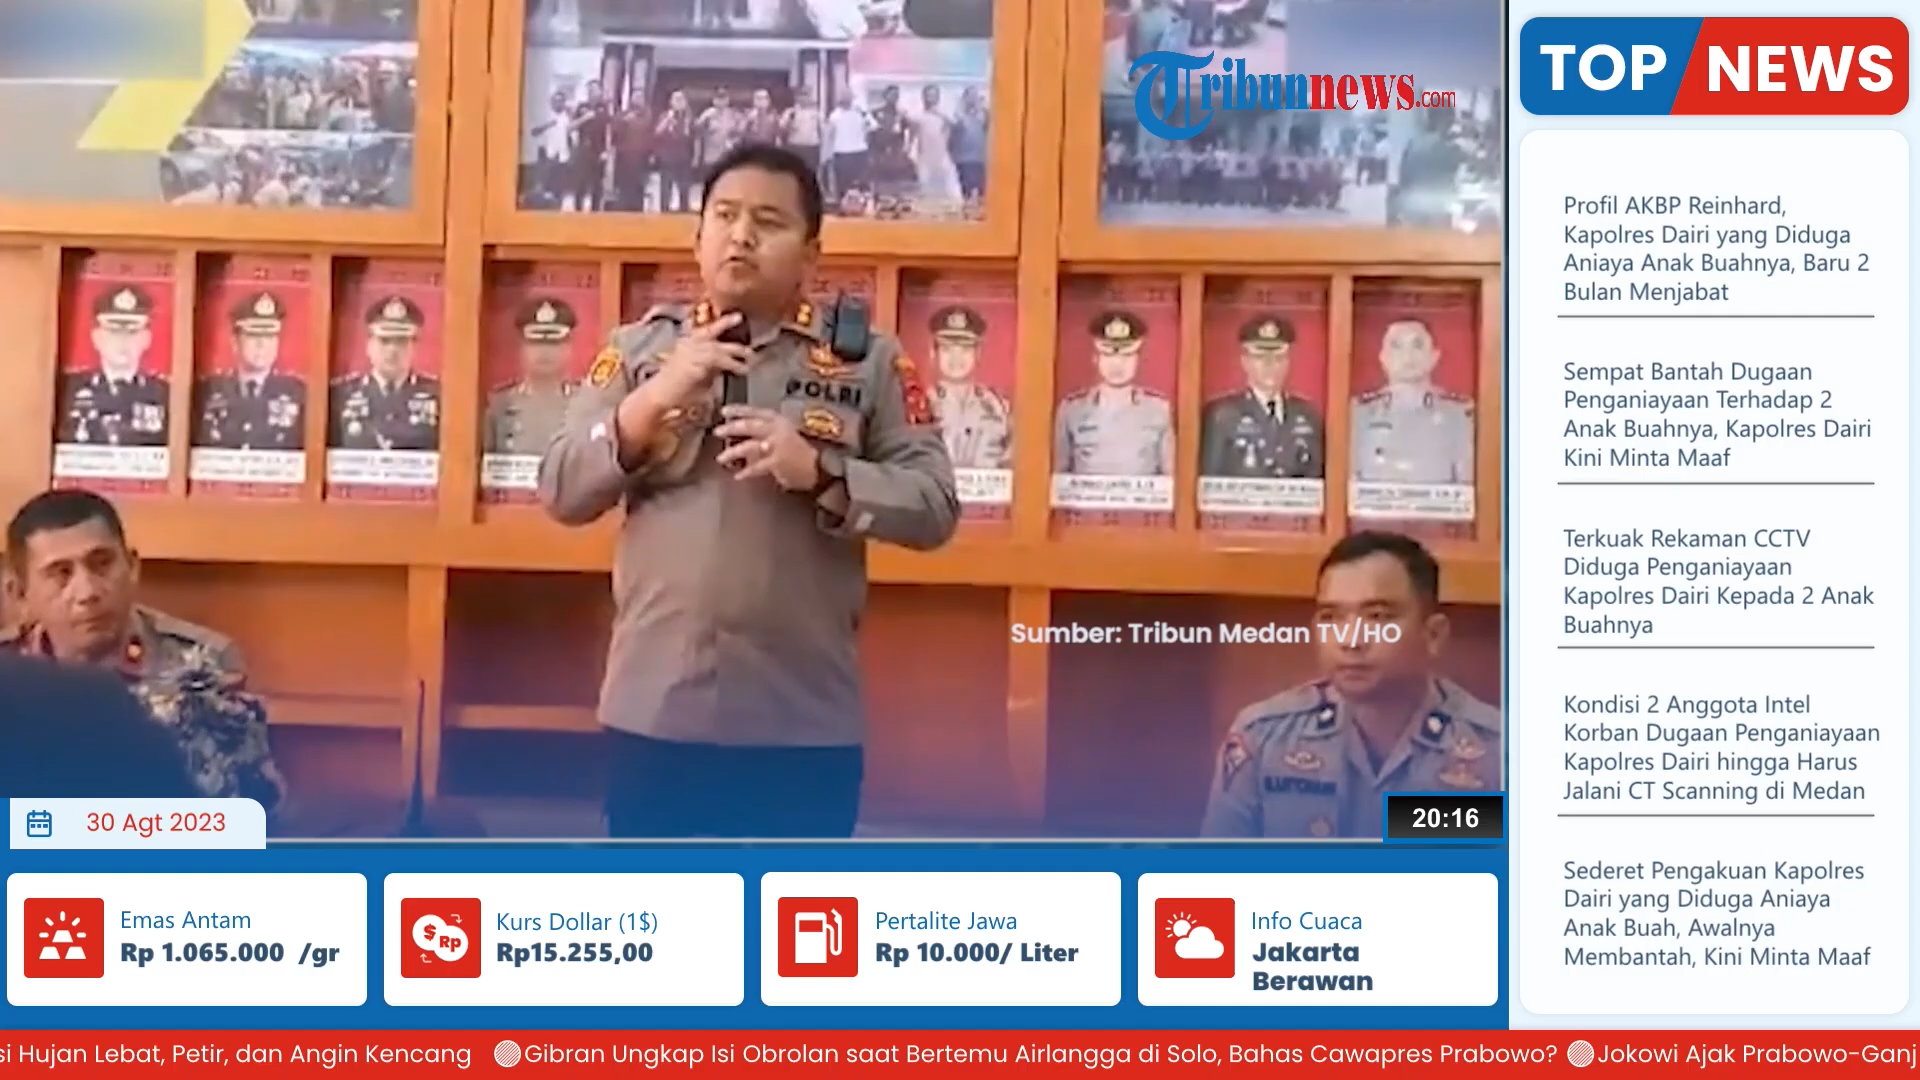 Tribunnews.com
TOP NEWS
Profil AKBP Reinhard,
Kapolres Dairi yang Diduga
Aniaya Anak Buahnya, Baru 2
Bulan Menjabat
Sempat Bantah Dugaan
Penganiayaan Terhadap 2
Anak Buahnya, Kapolres Dairi
Kini Minta Maaf
Terkuak Rekaman CCTV
Diduga Penganiayaan
Kapolres Dairi Kepada 2 Anak
Buahnya
Kondisi 2 Anggota Intel
Korban Dugaan Penganiayaan
Kapolres Dairi hingga Harus
Jalani CT Scanning di Medan
Sederet Pengakuan Kapolres
Dairi yang Diduga Aniaya
Anak Buah, Awalnya
Membantah, Kini Minta Maaf
POLRI
Sumber: Tribun Medan TV/HO
30 Agt 2023
20:16
Emas Antam
Rp 1.065.000 /gr
$ Rp
Kurs Dollar (1$)
Rp15.255,00
Pertalite Jawa
Rp 10.000/ Liter
Info Cuaca
Jakarta
Berawan
si Hujan Lebat, Petir, dan Angin Kencang Gibran Ungkap Isi Obrolan saat Bertemu Airlangga di Solo, Bahas Cawapres Prabowo? Jokowi Ajak Prabowo-Ganj